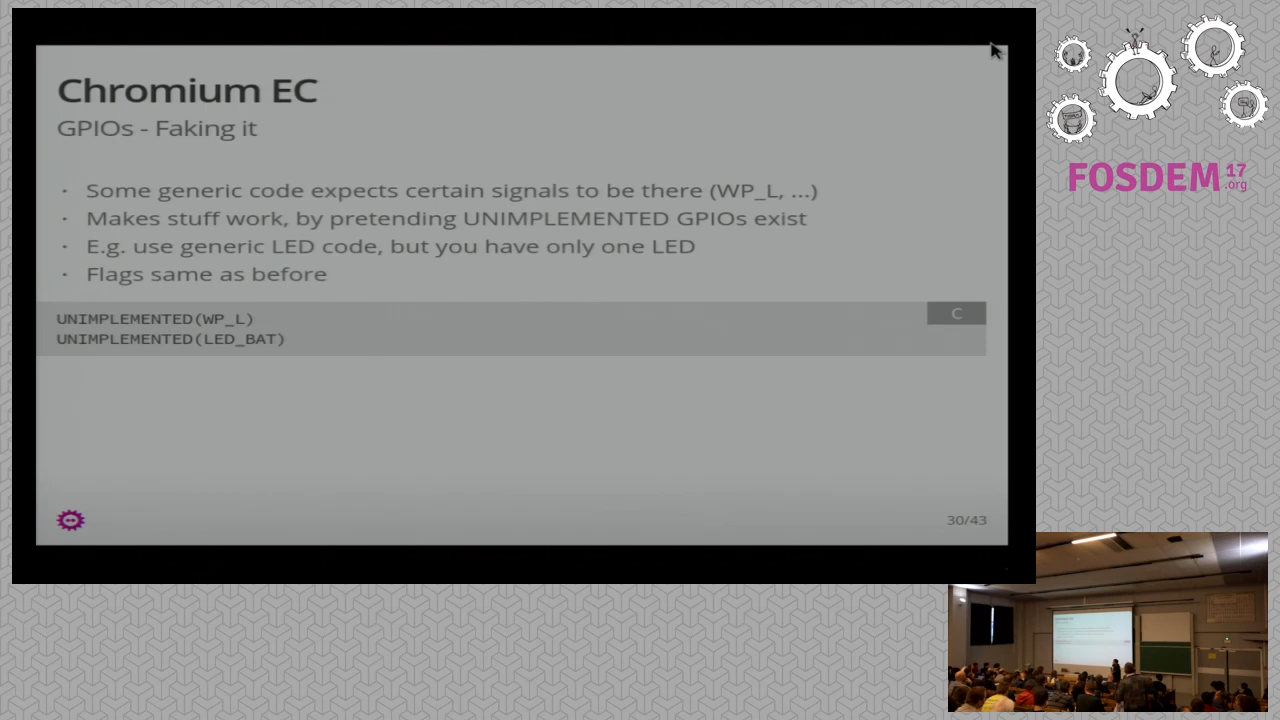 Chromium EC
GPIOs - Faking it
· Some generic code expects certain signals to be there (WP_L, ...)
· Makes stuff work, by pretending UNIMPLEMENTED GPIOs exist
· E.g. use generic LED code, but you have only one LED
· Flags same as before
C
UNIMPLEMENTED(WP_L)
UNIMPLEMENTED(LED_BAT)
30/43
FOSDEM 17
.org